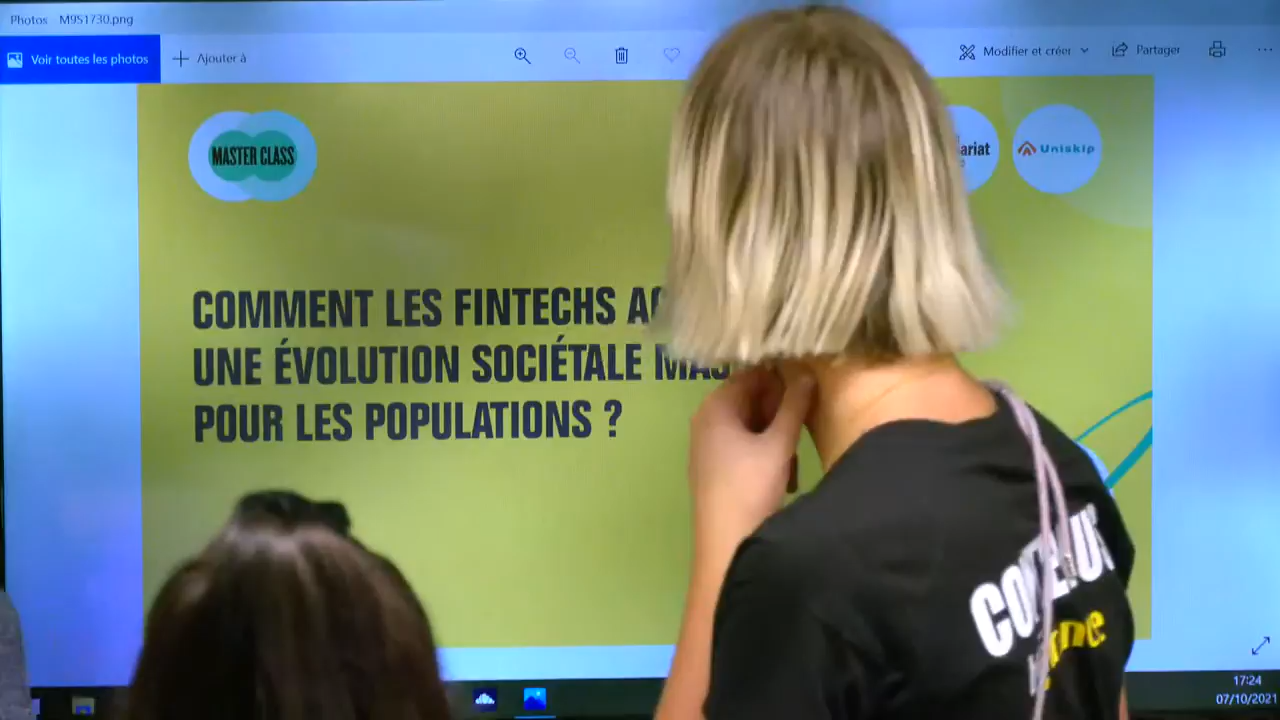 Photos - M9S1730.png
Voir toutes les photos
Ajouter à
Modifier et créer
Partager
MASTER CLASS
Uniskip
COMMENT LES FINTECHS
UNE ÉVOLUTION SOCIÉTALE
POUR LES POPULATIONS ?
17:24
07/10/2021